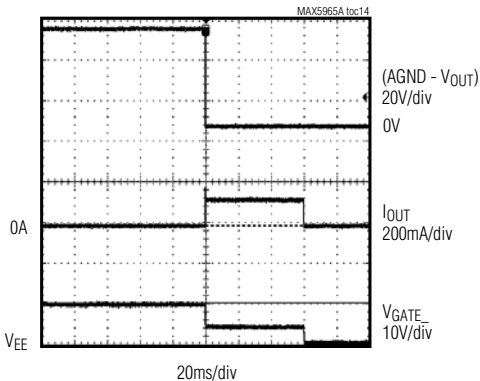 MAX5965A toc14
(AGND - VOUT)
20V/div
0V
0A
IOUT
200mA/div
VGATE_
10V/div
VEE
20ms/div